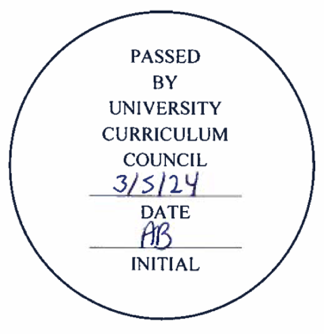 PASSED
BY
UNIVERSITY
CURRICULUM
COUNCIL
3/5/24
DATE
AB
INITIAL